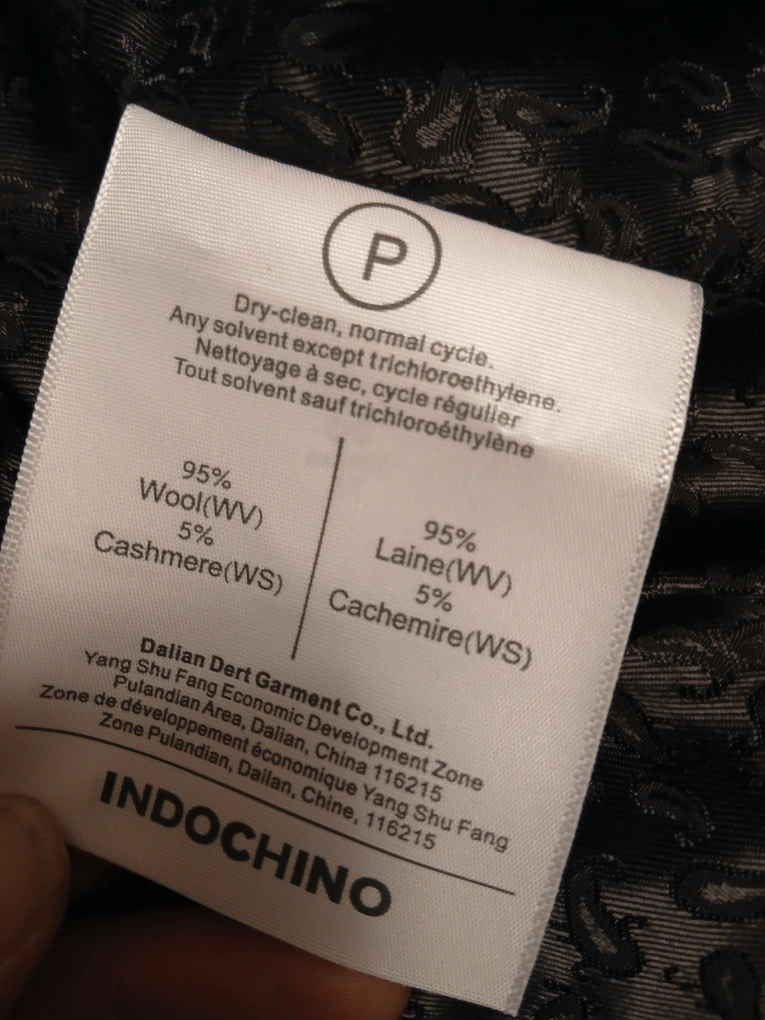 P
Dry-clean, normal cycle.
Any solvent except trichloroethylene.
Nettoyage à sec, cycle régulier
Tout solvent sauf trichloroéthylène
95%
Wool(WV)
5%
Cashmere(WS)
95%
Laine(WV)
5%
Cachemire(WS)
Dalian Dert Garment Co., Ltd.
Yang Shu Fang Economic Development Zone
Pulandian Area, Dalian, China 116215
Zone de développement économique Yang Shu Fang
Zone Pulandian, Dailan, Chine, 116215
INDOCHINO